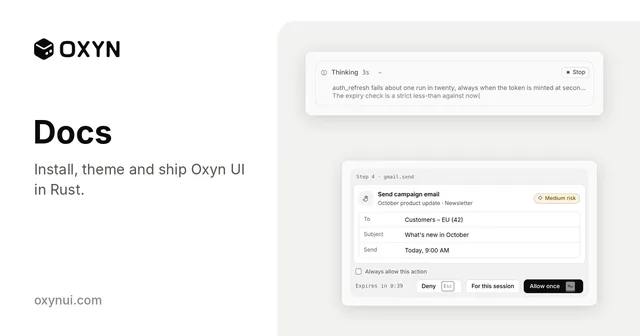 OXYN
Docs
Install, theme and ship Oxyn UI
in Rust.
oxynui.com
Thinking 3s
Stop
auth_refresh fails about one run in twenty, always when the token is minted at secon...
The expiry check is a strict less-than against now(
Step 4 · gmail.send
Send campaign email
October product update · Newsletter
Medium risk
To Customers – EU (42)
Subject What's new in October
Send Today, 9:00 AM
Always allow this action
Expires in 0:39
Deny Esc
For this session
Allow once